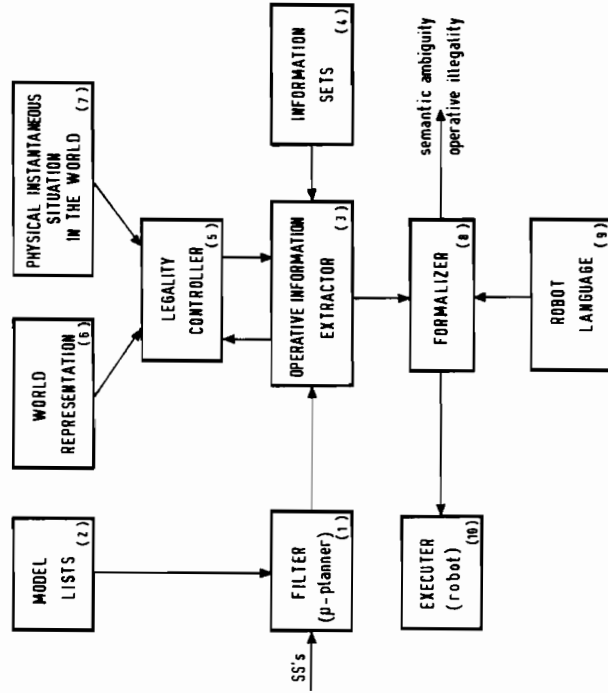 MODEL
LISTS
(2)
WORLD
REPRESENTATION
(6)
PHYSICAL INSTANTANEOUS
SITUATION
IN THE WORLD
(7)
LEGALITY
CONTROLLER
(5)
SS's
FILTER
(μ-planner)
(1)
OPERATIVE INFORMATION
EXTRACTOR
(3)
INFORMATION
SETS
(4)
EXECUTER
(robot)
(10)
FORMALIZER
(8)
semantic ambiguity
operative illegality
ROBOT
LANGUAGE
(9)